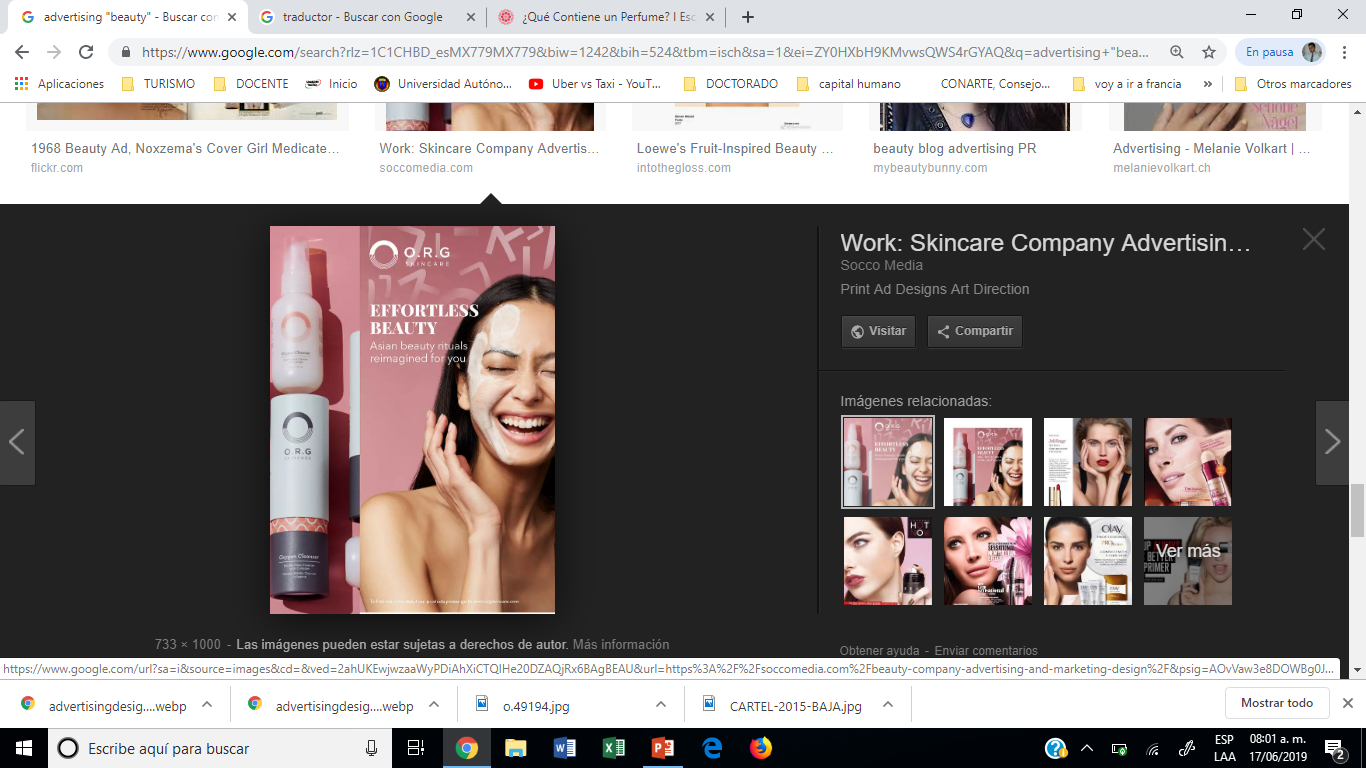 advertising "beauty" - Buscar con
traductor - Buscar con Google
¿Qué Contiene un Perfume? I Esc
https://www.google.com/search?rlz=1C1CHBD_esMX779MX779&biw=1242&bih=524&tbm=isch&sa=1&ei=ZY0HXbH9KMvwsQWS4rGYAQ&q=advertising+"bea...
En pausa
Aplicaciones
TURISMO
DOCENTE
Inicio
Universidad Autóno...
Uber vs Taxi - YouT...
DOCTORADO
capital humano
CONARTE, Consejo...
voy a ir a francia
»
Otros marcadores
1968 Beauty Ad, Noxzema's Cover Girl Medicate...
flickr.com
Work: Skincare Company Advertis...
soccomedia.com
Loewe's Fruit-Inspired Beauty ...
intothegloss.com
beauty blog advertising PR
mybeautybunny.com
Nägel
Advertising - Melanie Volkart | ...
melanievolkart.ch
O.R.G
SKINCARE
EFFORTLESS
BEAUTY
Asian beauty rituals
reimagined for you
O.R.G
SKINCARE
Oxygen Cleanser
Work: Skincare Company Advertisin...
Socco Media
Print Ad Designs Art Direction
Visitar
Compartir
Imágenes relacionadas:
EFFORTLESS
BEAUTY
OLAY
Ver más
733 × 1000 - Las imágenes pueden estar sujetas a derechos de autor. Más información
Obtener ayuda - Enviar comentarios
https://www.google.com/url?sa=i&source=images&cd=&ved=2ahUKEwjwzaaWyPDiAhXiCTQIHe20DZAQjRx6BAgBEAU&url=https%3A%2F%2Fsoccomedia.com%2Fbeauty-company-advertising-and-marketing-design%2F&psig=AOvVaw3e8DOWBg0J...
advertisingdesig....webp
advertisingdesig....webp
o.49194.jpg
CARTEL-2015-BAJA.jpg
Mostrar todo
Escribe aquí para buscar
ESP
LAA
08:01 a. m.
17/06/2019
2